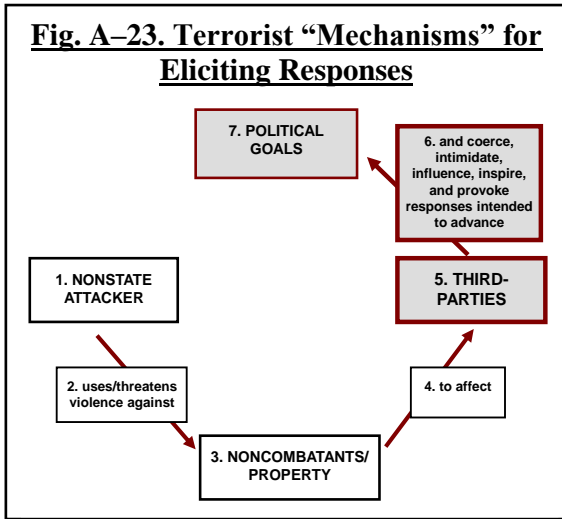 Fig. A–23. Terrorist “Mechanisms” for
Eliciting Responses
7. POLITICAL
GOALS
6. and coerce,
intimidate,
influence, inspire,
and provoke
responses intended
to advance
1. NONSTATE
ATTACKER
5. THIRD-
PARTIES
2. uses/threatens
violence against
4. to affect
3. NONCOMBATANTS/
PROPERTY